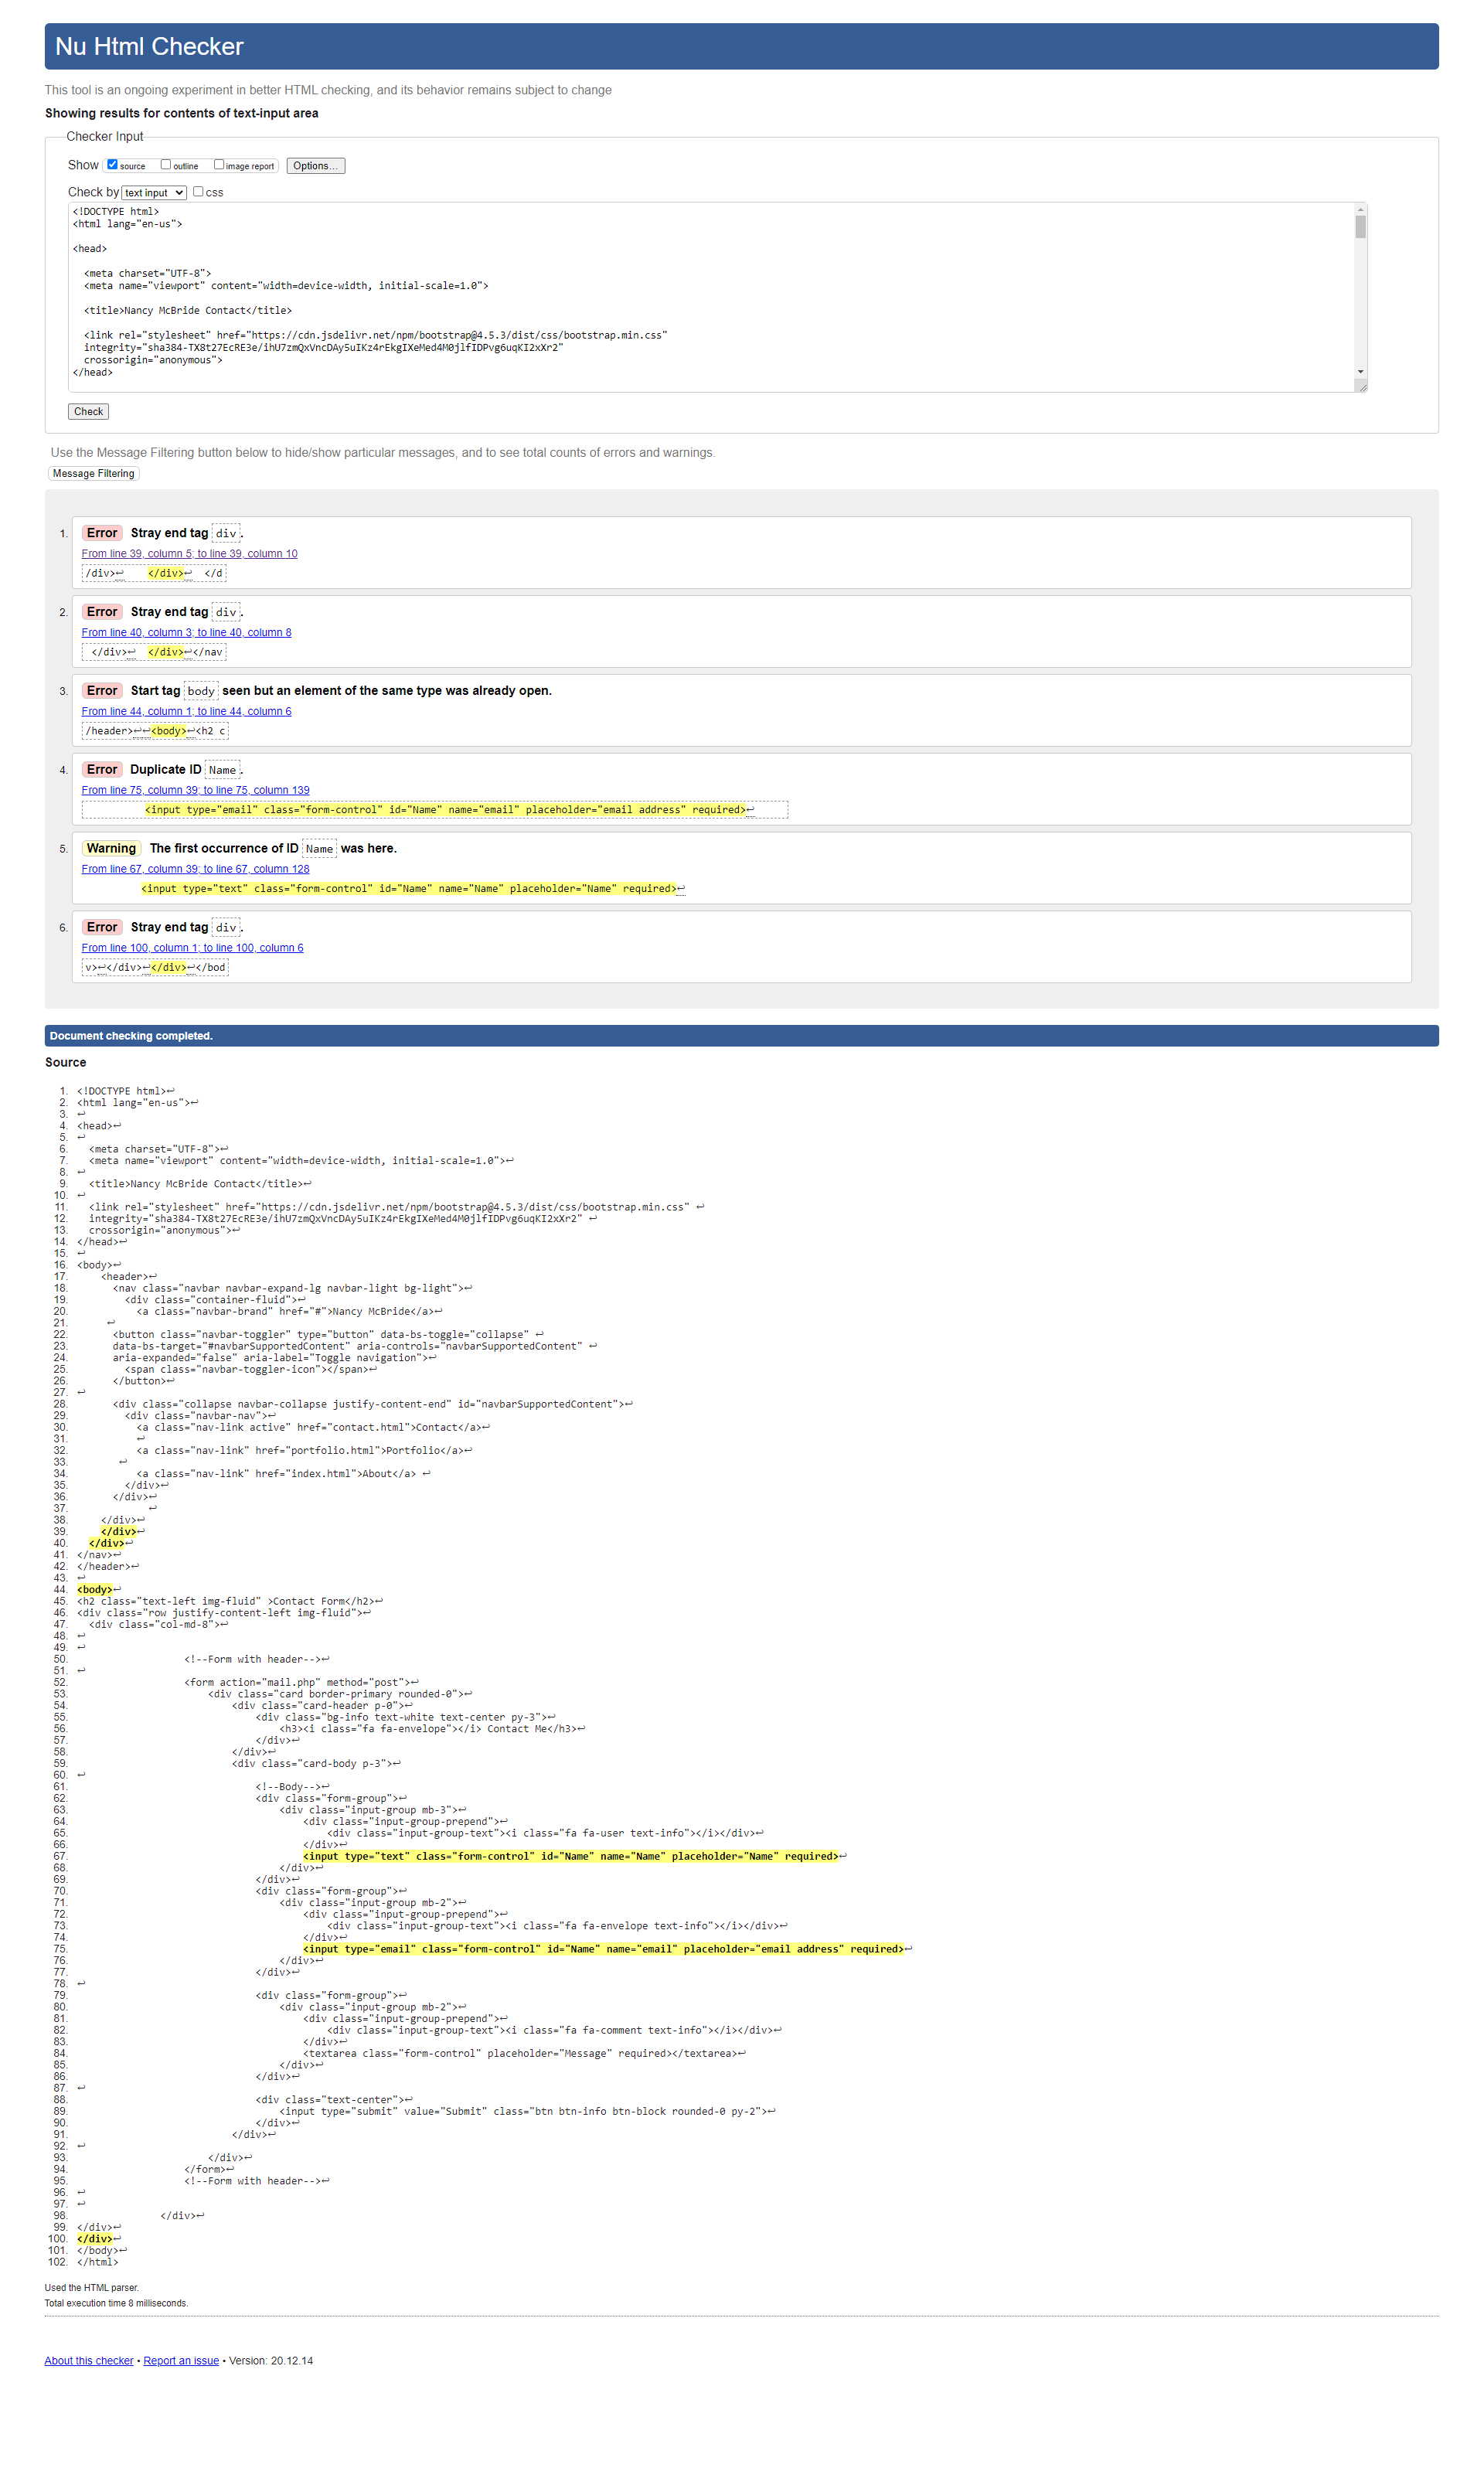 Nu Html Checker
This tool is an ongoing experiment in better HTML checking, and its behavior remains subject to change
Showing results for contents of text-input area
Checker Input
Show source outline image report Options...
Check by text input css
<!DOCTYPE html>
<html lang="en-us">
<head>
<meta charset="UTF-8">
<meta name="viewport" content="width=device-width, initial-scale=1.0">
<title>Nancy McBride Contact</title>
<link rel="stylesheet" href="https://cdn.jsdelivr.net/npm/bootstrap@4.5.3/dist/css/bootstrap.min.css"
integrity="sha384-TX8t27EcRE3e/ihU7zmQxVncDAy5uIKz4rEkgIXeMed4M0jlfIDPvg6uqKI2xXr2"
crossorigin="anonymous">
</head>
Check
Use the Message Filtering button below to hide/show particular messages, and to see total counts of errors and warnings.
Message Filtering
1. Error Stray end tag div.
From line 39, column 5; to line 39, column 10
/div>↩    </div>↩  </d
2. Error Stray end tag div.
From line 40, column 3; to line 40, column 8
</div>↩  </div>↩</nav
3. Error Start tag body seen but an element of the same type was already open.
From line 44, column 1; to line 44, column 6
/header>↩↩<body>↩<h2 c
4. Error Duplicate ID Name.
From line 75, column 39; to line 75, column 139
<input type="email" class="form-control" id="Name" name="email" placeholder="email address" required>↩
5. Warning The first occurrence of ID Name was here.
From line 67, column 39; to line 67, column 128
<input type="text" class="form-control" id="Name" name="Name" placeholder="Name" required>↩
6. Error Stray end tag div.
From line 100, column 1; to line 100, column 6
v>↩</div>↩</div>↩</bod
Document checking completed.
Source
1. <!DOCTYPE html>↩
2. <html lang="en-us">↩
3. ↩
4. <head>↩
5. ↩
6. <meta charset="UTF-8">↩
7. <meta name="viewport" content="width=device-width, initial-scale=1.0">↩
8. ↩
9. <title>Nancy McBride Contact</title>↩
10. ↩
11. <link rel="stylesheet" href="https://cdn.jsdelivr.net/npm/bootstrap@4.5.3/dist/css/bootstrap.min.css" ↩
12. integrity="sha384-TX8t27EcRE3e/ihU7zmQxVncDAy5uIKz4rEkgIXeMed4M0jlfIDPvg6uqKI2xXr2" ↩
13. crossorigin="anonymous">↩
14. </head>↩
15. ↩
16. <body>↩
17. <header>↩
18. <nav class="navbar navbar-expand-lg navbar-light bg-light">↩
19. <div class="container-fluid">↩
20. <a class="navbar-brand" href="#">Nancy McBride</a>↩
21. ↩
22. <button class="navbar-toggler" type="button" data-bs-toggle="collapse" ↩
23. data-bs-target="#navbarSupportedContent" aria-controls="navbarSupportedContent" ↩
24. aria-expanded="false" aria-label="Toggle navigation">↩
25. <span class="navbar-toggler-icon"></span>↩
26. </button>↩
27. ↩
28. <div class="collapse navbar-collapse justify-content-end" id="navbarSupportedContent">↩
29. <div class="navbar-nav">↩
30. <a class="nav-link active" href="contact.html">Contact</a>↩
31. ↩
32. <a class="nav-link" href="portfolio.html">Portfolio</a>↩
33. ↩
34. <a class="nav-link" href="index.html">About</a> ↩
35. </div>↩
36. </div>↩
37. ↩
38. </div>↩
39. </div>↩
40. </div>↩
41. </nav>↩
42. </header>↩
43. ↩
44. <body>↩
45. <h2 class="text-left img-fluid" >Contact Form</h2>↩
46. <div class="row justify-content-left img-fluid">↩
47. <div class="col-md-8">↩
48. ↩
49. ↩
50. <!--Form with header-->↩
51. ↩
52. <form action="mail.php" method="post">↩
53. <div class="card border-primary rounded-0">↩
54. <div class="card-header p-0">↩
55. <div class="bg-info text-white text-center py-3">↩
56. <h3><i class="fa fa-envelope"></i> Contact Me</h3>↩
57. </div>↩
58. </div>↩
59. <div class="card-body p-3">↩
60. ↩
61. <!--Body-->↩
62. <div class="form-group">↩
63. <div class="input-group mb-3">↩
64. <div class="input-group-prepend">↩
65. <div class="input-group-text"><i class="fa fa-user text-info"></i></div>↩
66. </div>↩
67. <input type="text" class="form-control" id="Name" name="Name" placeholder="Name" required>↩
68. </div>↩
69. </div>↩
70. <div class="form-group">↩
71. <div class="input-group mb-2">↩
72. <div class="input-group-prepend">↩
73. <div class="input-group-text"><i class="fa fa-envelope text-info"></i></div>↩
74. </div>↩
75. <input type="email" class="form-control" id="Name" name="email" placeholder="email address" required>↩
76. </div>↩
77. </div>↩
78. ↩
79. <div class="form-group">↩
80. <div class="input-group mb-2">↩
81. <div class="input-group-prepend">↩
82. <div class="input-group-text"><i class="fa fa-comment text-info"></i></div>↩
83. </div>↩
84. <textarea class="form-control" placeholder="Message" required></textarea>↩
85. </div>↩
86. </div>↩
87. ↩
88. <div class="text-center">↩
89. <input type="submit" value="Submit" class="btn btn-info btn-block rounded-0 py-2">↩
90. </div>↩
91. </div>↩
92. ↩
93. </div>↩
94. </form>↩
95. <!--Form with header-->↩
96. ↩
97. ↩
98. </div>↩
99. </div>↩
100. </div>↩
101. </body>↩
102. </html>
Used the HTML parser.
Total execution time 8 milliseconds.
About this checker • Report an issue • Version: 20.12.14